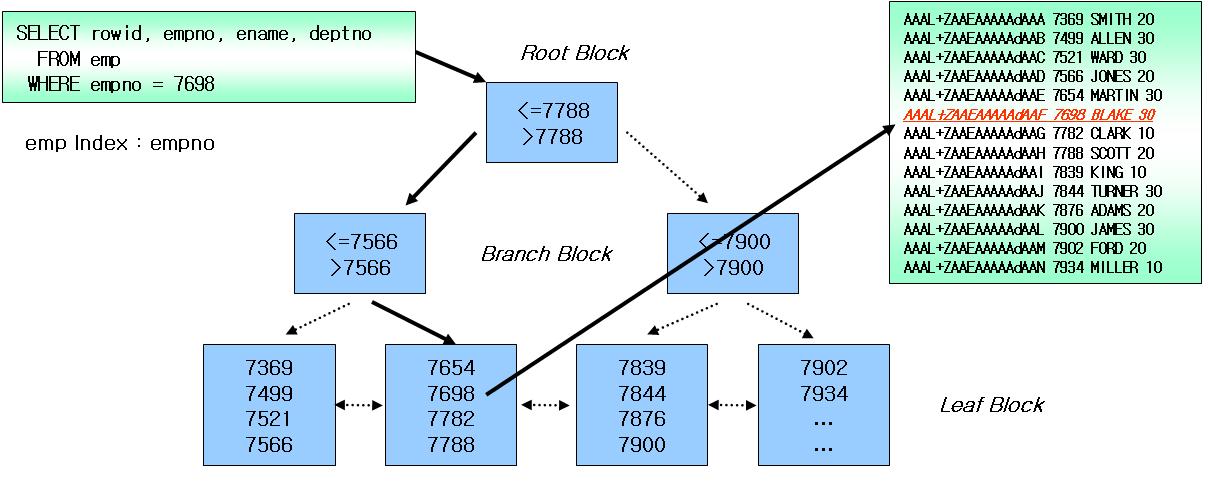 SELECT rowid, empno, ename, deptno
FROM emp
WHERE empno = 7698
emp Index : empno
Root Block
<=7788
>7788
<=7566
>7566
Branch Block
<=7900
>7900
7369
7499
7521
7566
7654
7698
7782
7788
7839
7844
7876
7900
7902
7934
...
...
Leaf Block
AAAL+ZAAEAAAAAdAAA 7369 SMITH 20
AAAL+ZAAEAAAAAdAAB 7499 ALLEN 30
AAAL+ZAAEAAAAAdAAC 7521 WARD 30
AAAL+ZAAEAAAAAdAAD 7566 JONES 20
AAAL+ZAAEAAAAAdAAE 7654 MARTIN 30
AAAL+ZAAEAAAAAdAAF 7698 BLAKE 30
AAAL+ZAAEAAAAAdAAG 7782 CLARK 10
AAAL+ZAAEAAAAAdAAH 7788 SCOTT 20
AAAL+ZAAEAAAAAdAAI 7839 KING 10
AAAL+ZAAEAAAAAdAAJ 7844 TURNER 30
AAAL+ZAAEAAAAAdAAK 7876 ADAMS 20
AAAL+ZAAEAAAAAdAAL 7900 JAMES 30
AAAL+ZAAEAAAAAdAAM 7902 FORD 20
AAAL+ZAAEAAAAAdAAN 7934 MILLER 10